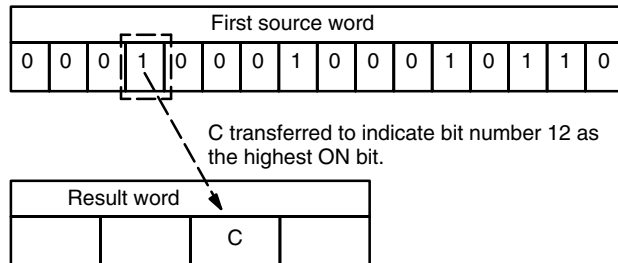 First source word
0 0 0 1 0 0 0 1 0 0 0 1 0 1 1 0
C transferred to indicate bit number 12 as
the highest ON bit.
Result word
C